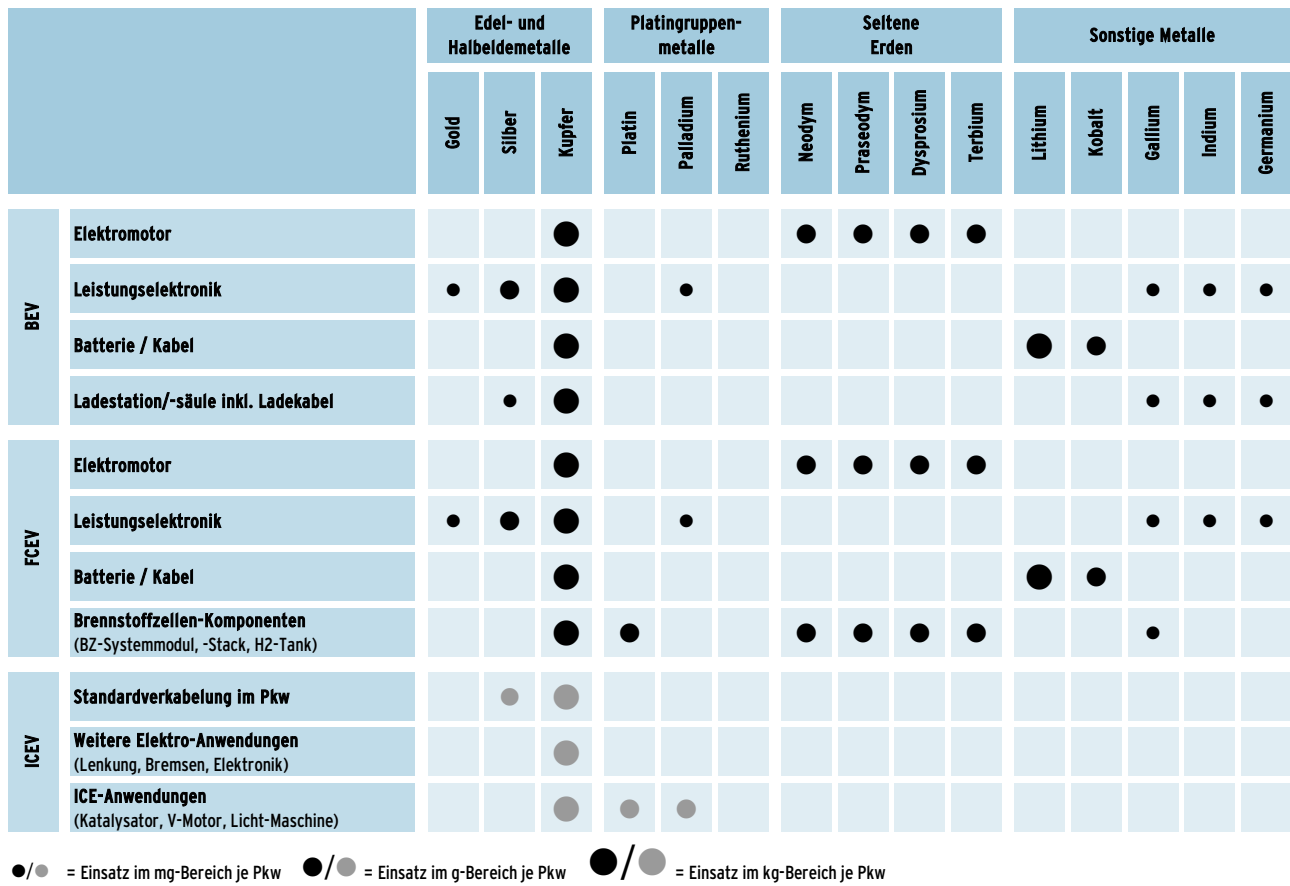 Edel- und
Halbeldemetalle
Platingruppen-
metalle
Seltene
Erden
Sonstige Metalle
Gold
Silber
Kupfer
Platin
Palladium
Ruthenium
Neodym
Praseodym
Dysprosium
Terbium
Lithium
Kobalt
Gallium
Indium
Germanium
BEV
Elektromotor
Leistungselektronik
Batterie / Kabel
Ladestation/-säule inkl. Ladekabel
FCEV
Elektromotor
Leistungselektronik
Batterie / Kabel
Brennstoffzellen-Komponenten
(BZ-Systemmodul, -Stack, H2-Tank)
ICEV
Standardverkabelung im Pkw
Weitere Elektro-Anwendungen
(Lenkung, Bremsen, Elektronik)
ICE-Anwendungen
(Katalysator, V-Motor, Licht-Maschine)
/ = Einsatz im mg-Bereich je Pkw / = Einsatz im g-Bereich je Pkw / = Einsatz im kg-Bereich je Pkw